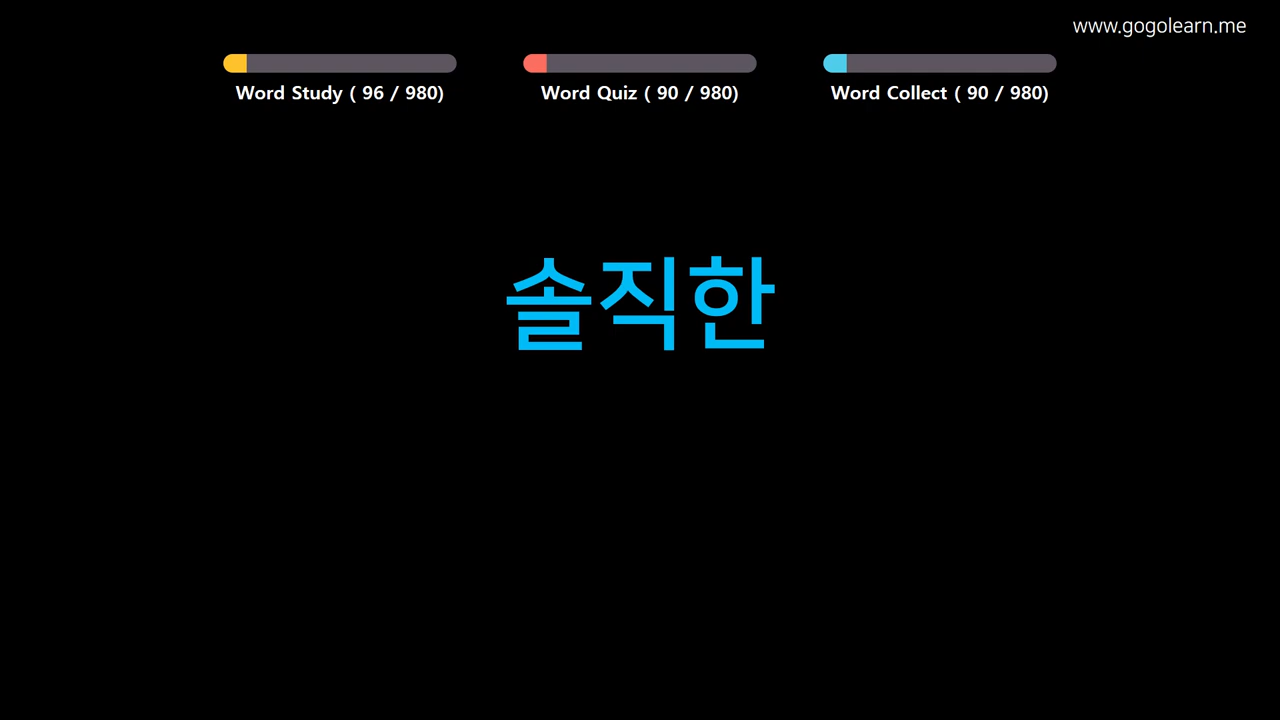 www.gogolearn.me
Word Study ( 96 / 980)
Word Quiz ( 90 / 980)
Word Collect ( 90 / 980)
솔직한